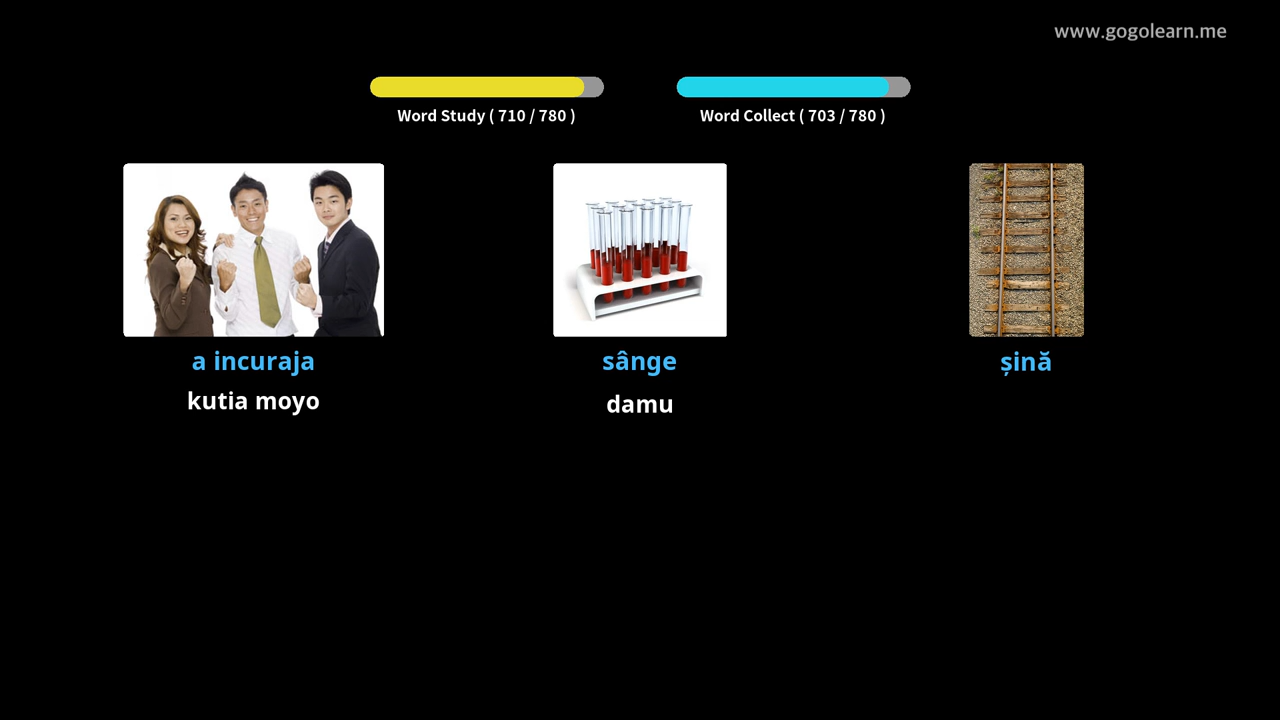 www.gogolearn.me
Word Study ( 710 / 780 )
Word Collect ( 703 / 780 )
a incuraja
sânge
șină
kutia moyo
damu